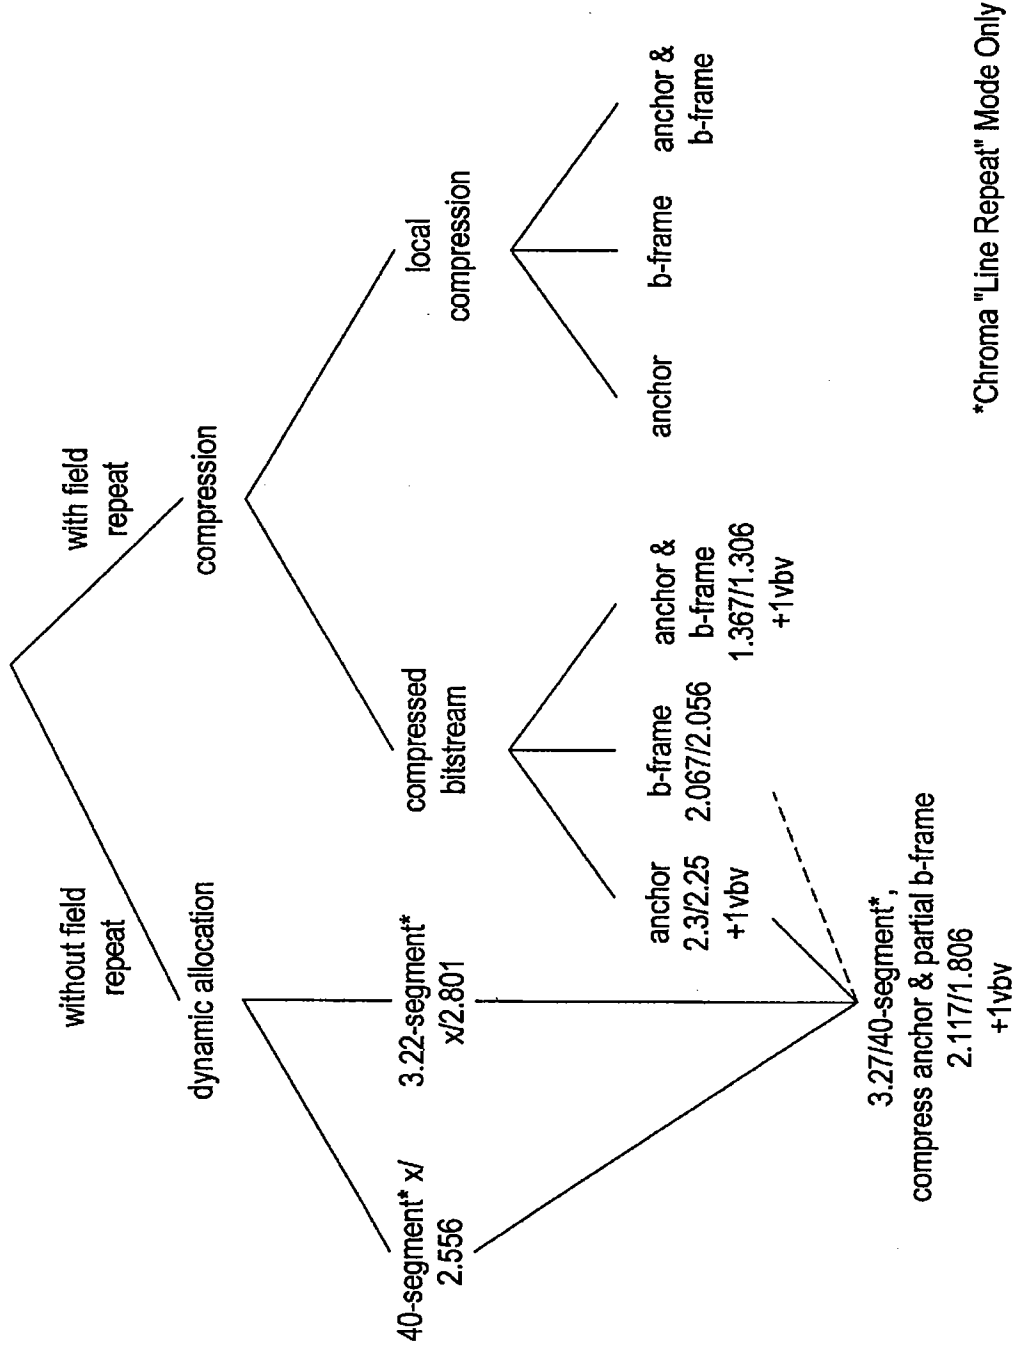 without field
repeat
with field
repeat
dynamic allocation
compression
40-segment* x/
2.556
3.22-segment*
x/2.801
compressed
bitstream
local
compression
anchor
2.3/2.25
+1vbv
b-frame
2.067/2.056
anchor &
b-frame
1.367/1.306
+1vbv
anchor
b-frame
anchor &
b-frame
3.27/40-segment*,
compress anchor & partial b-frame
2.117/1.806
+1vbv
*Chroma "Line Repeat" Mode Only